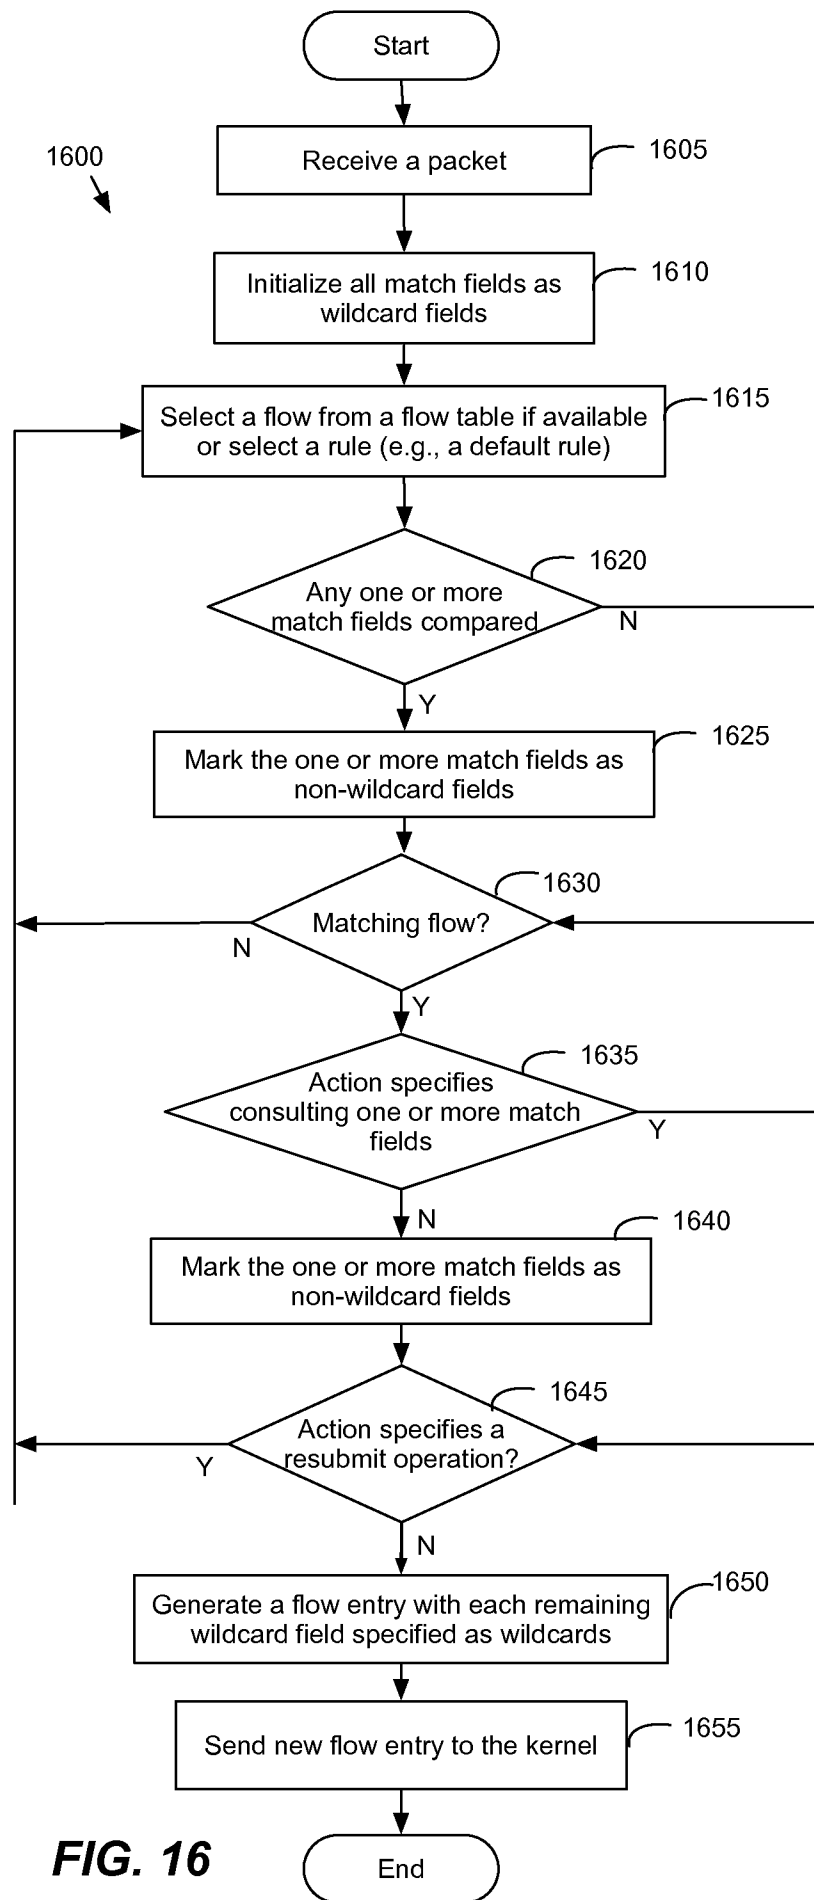 Start
Receive a packet
1605
1600
Initialize all match fields as
wildcard fields
1610
Select a flow from a flow table if available
or select a rule (e.g., a default rule)
1615
Any one or more
match fields compared
1620
N
Y
Mark the one or more match fields as
non-wildcard fields
1625
Matching flow?
1630
N
Y
Action specifies
consulting one or more match
fields
1635
Y
N
Mark the one or more match fields as
non-wildcard fields
1640
Action specifies a
resubmit operation?
1645
Y
N
Generate a flow entry with each remaining
wildcard field specified as wildcards
1650
Send new flow entry to the kernel
1655
End
FIG. 16